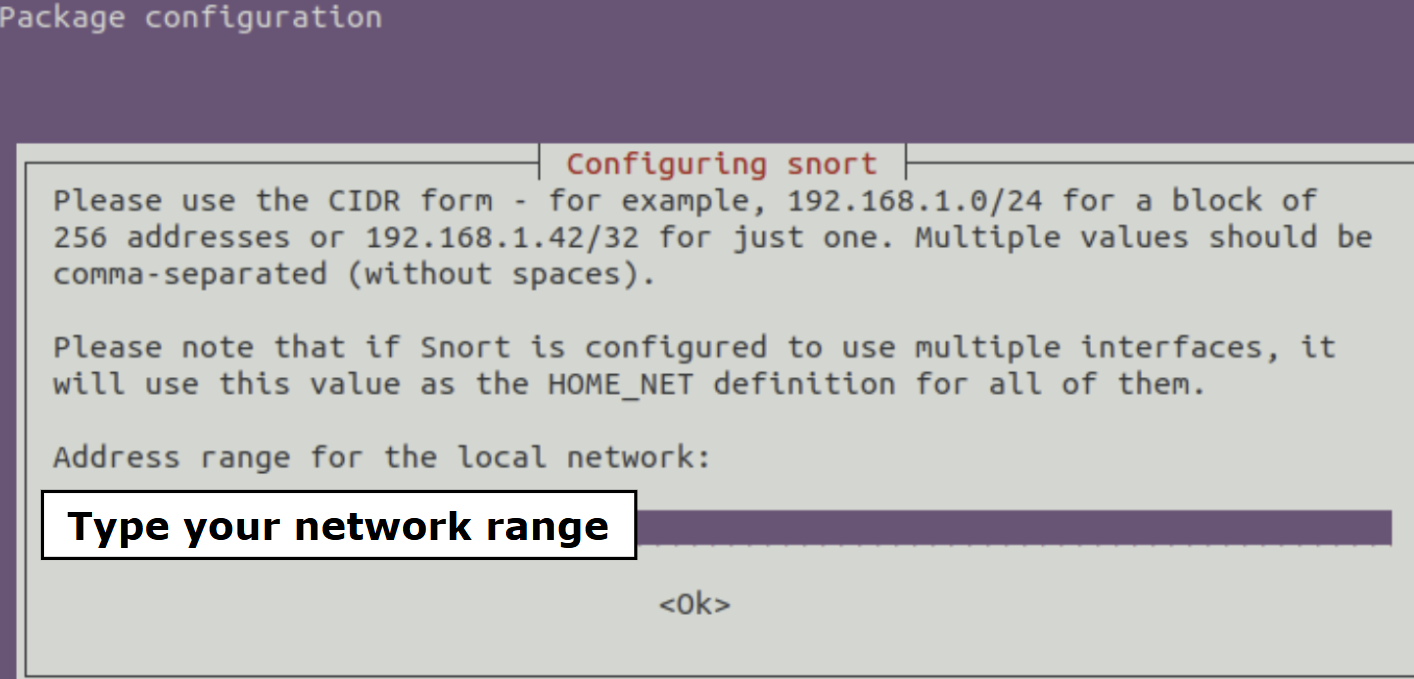 Package configuration
Configuring snort
Please use the CIDR form - for example, 192.168.1.0/24 for a block of
256 addresses or 192.168.1.42/32 for just one. Multiple values should be
comma-separated (without spaces).
Please note that if Snort is configured to use multiple interfaces, it
will use this value as the HOME_NET definition for all of them.
Address range for the local network:
Type your network range
<Ok>